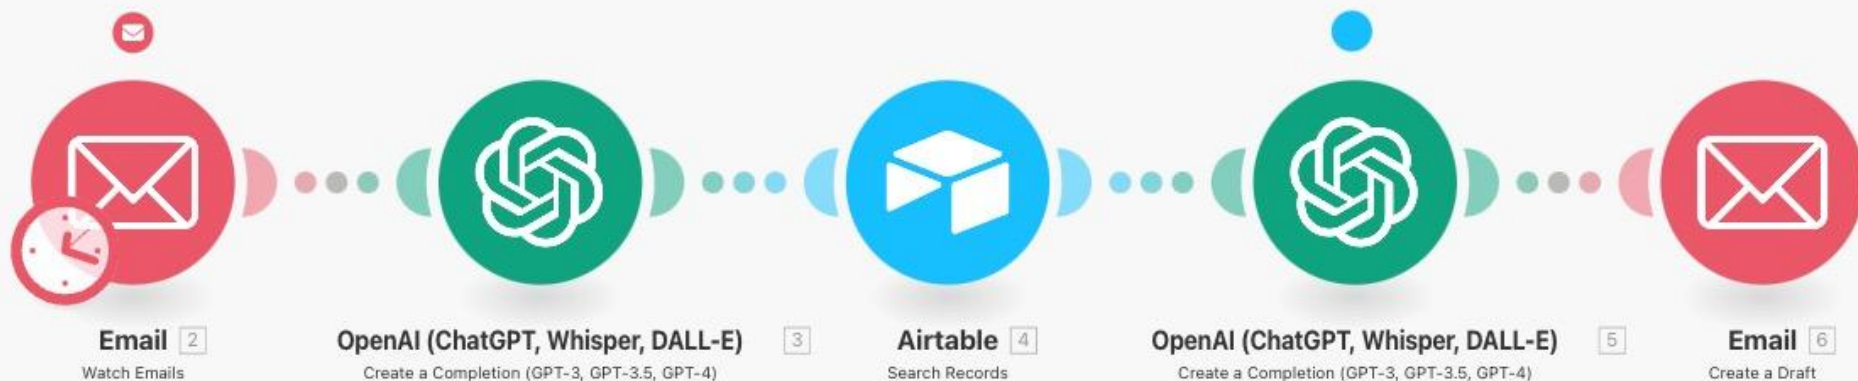 Email 2
Watch Emails
OpenAI (ChatGPT, Whisper, DALL-E) 3
Create a Completion (GPT-3, GPT-3.5, GPT-4)
Airtable 4
Search Records
OpenAI (ChatGPT, Whisper, DALL-E) 5
Create a Completion (GPT-3, GPT-3.5, GPT-4)
Email 6
Create a Draft